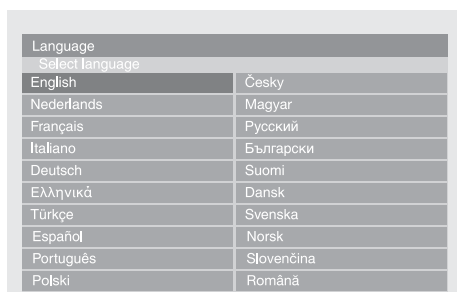 Language
Select language
English
Česky
Nederlands
Magyar
Français
Русский
Italiano
Български
Deutsch
Suomi
Ελληνικά
Dansk
Türkçe
Svenska
Español
Norsk
Português
Slovenčina
Polski
Română